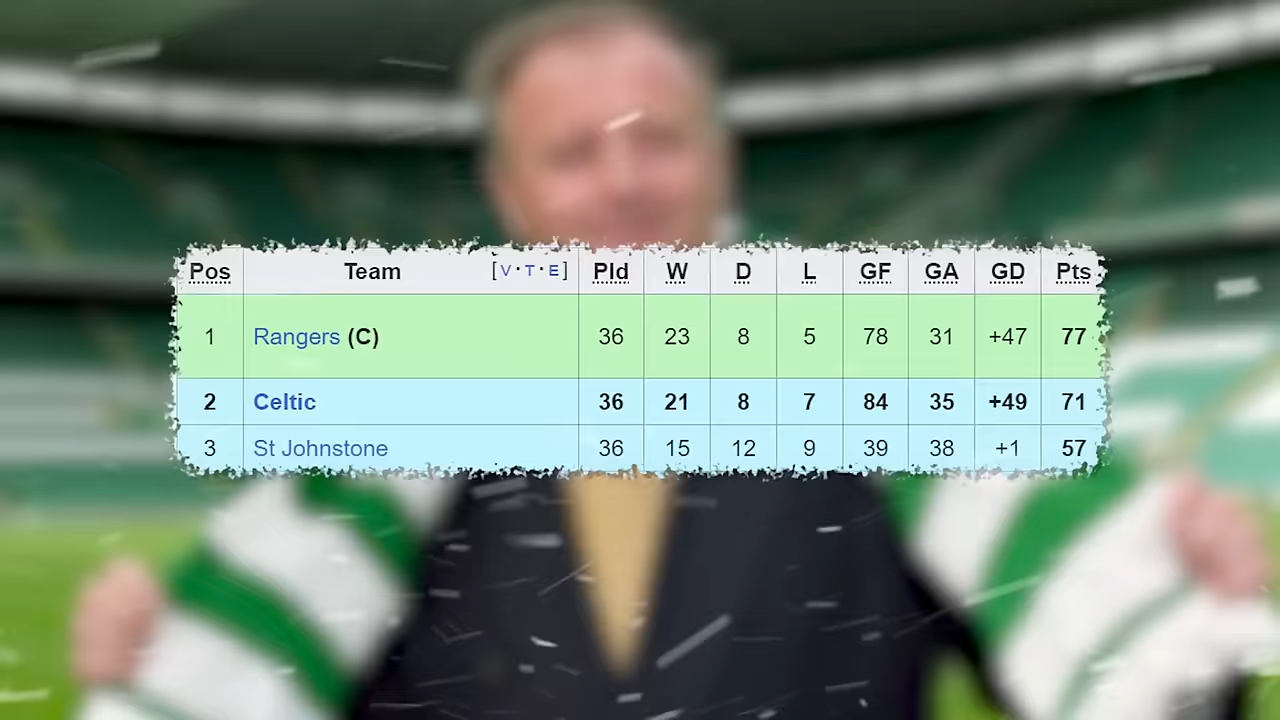 Pos Team [V·T·E] Pld W D L GF GA GD Pts
1 Rangers (C) 36 23 8 5 78 31 +47 77
2 Celtic 36 21 8 7 84 35 +49 71
3 St Johnstone 36 15 12 9 39 38 +1 57